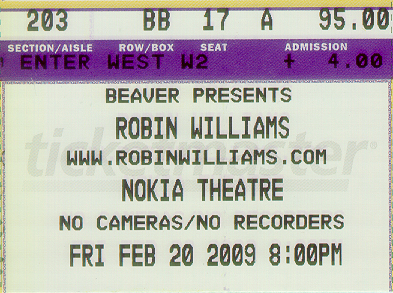 203 BB 17 A 95.00
SECTION/AISLE ROW/BOX SEAT ADMISSION
ENTER WEST W2 + 4.00
BEAVER PRESENTS
ticketmaster®
ROBIN WILLIAMS
WWW.ROBINWILLIAMS.COM
NOKIA THEATRE
NO CAMERAS/NO RECORDERS
FRI FEB 20 2009 8:00PM